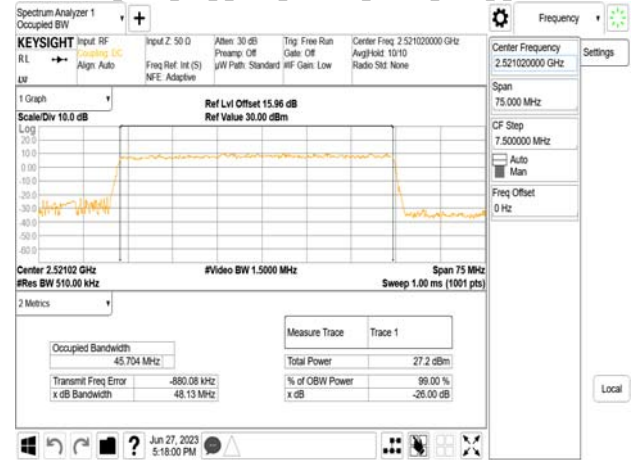 Spectrum Analyzer 1
Occupied BW
Frequency
KEYSIGHT
R L
Input: RF
Coupling: DC
Align: Auto
Input Z: 50 Ω
Freq Ref: Int (S)
NFE: Adaptive
Atten: 30 dB
Preamp: Off
µW Path: Standard
Trig: Free Run
Gate: Off
#IF Gain: Low
Center Freq: 2.521020000 GHz
Avg|Hold: 10/10
Radio Std: None
Center Frequency
2.521020000 GHz
Settings
Span
75.000 MHz
CF Step
7.500000 MHz
Auto
Man
Freq Offset
0 Hz
Local
1 Graph
Scale/Div 10.0 dB
Ref Lvl Offset 15.96 dB
Ref Value 30.00 dBm
Log
20.0
10.0
0.00
-10.0
-20.0
-30.0
-40.0
-50.0
-60.0
Center 2.52102 GHz
#Res BW 510.00 kHz
#Video BW 1.5000 MHz
Span 75 MHz
Sweep 1.00 ms (1001 pts)
2 Metrics
Measure Trace
Trace 1
Occupied Bandwidth
45.704 MHz
Total Power
27.2 dBm
Transmit Freq Error
-880.08 kHz
% of OBW Power
99.00 %
x dB Bandwidth
48.13 MHz
x dB
-26.00 dB
Jun 27, 2023
5:18:00 PM